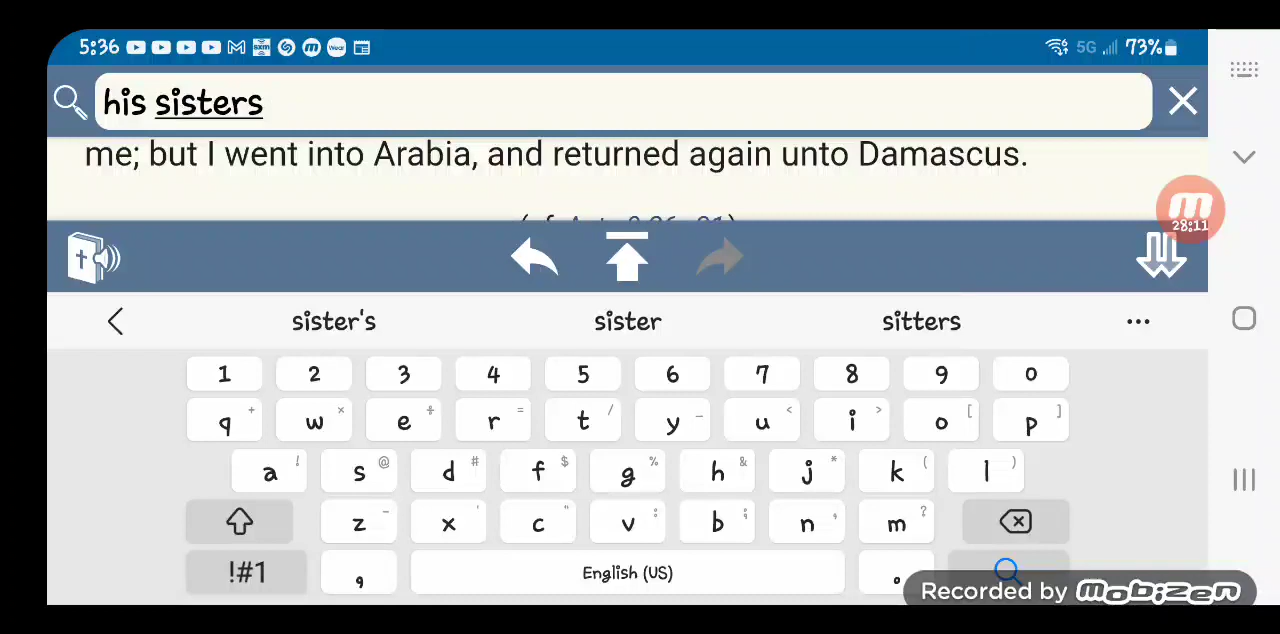 5:36 5G 73%
his sisters
me; but I went into Arabia, and returned again unto Damascus.
28:11
sister's sister sitters ...
1 2 3 4 5 6 7 8 9 0
q + w × e ÷ r = t / y _ u < i > o [ p ]
a ! s @ d # f $ g % h & j * k ( l )
z - x ' c " v : b ; n , m ?
!#1 , English (US) .
Recorded by mobizen